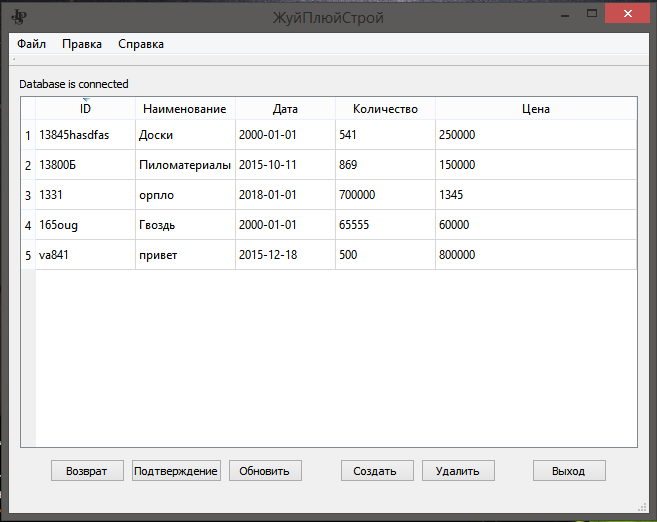 ЖуйПлюйСтрой
Файл Правка Справка
Database is connected
ID Наименование Дата Количество Цена
1 13845hasdfas Доски 2000-01-01 541 250000
2 13800Б Пиломатериалы 2015-10-11 869 150000
3 1331 орпло 2018-01-01 700000 1345
4 165oug Гвоздь 2000-01-01 65555 60000
5 va841 привет 2015-12-18 500 800000
Возврат Подтверждение Обновить Создать Удалить Выход